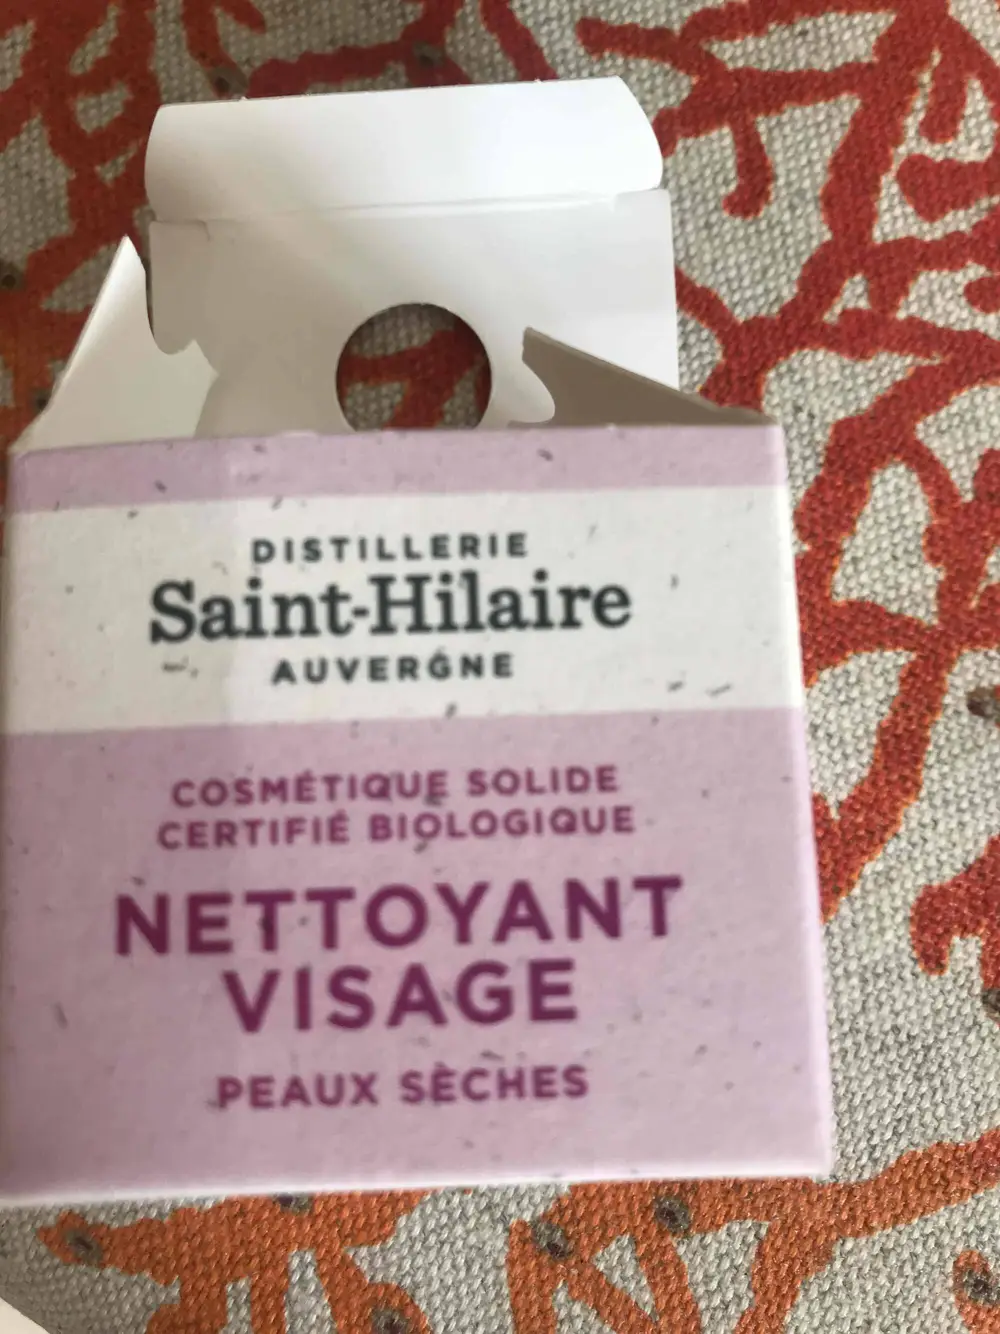 DISTILLERIE
Saint-Hilaire
AUVERGNE
COSMÉTIQUE SOLIDE
CERTIFIÉ BIOLOGIQUE
NETTOYANT
VISAGE
PEAUX SÈCHES